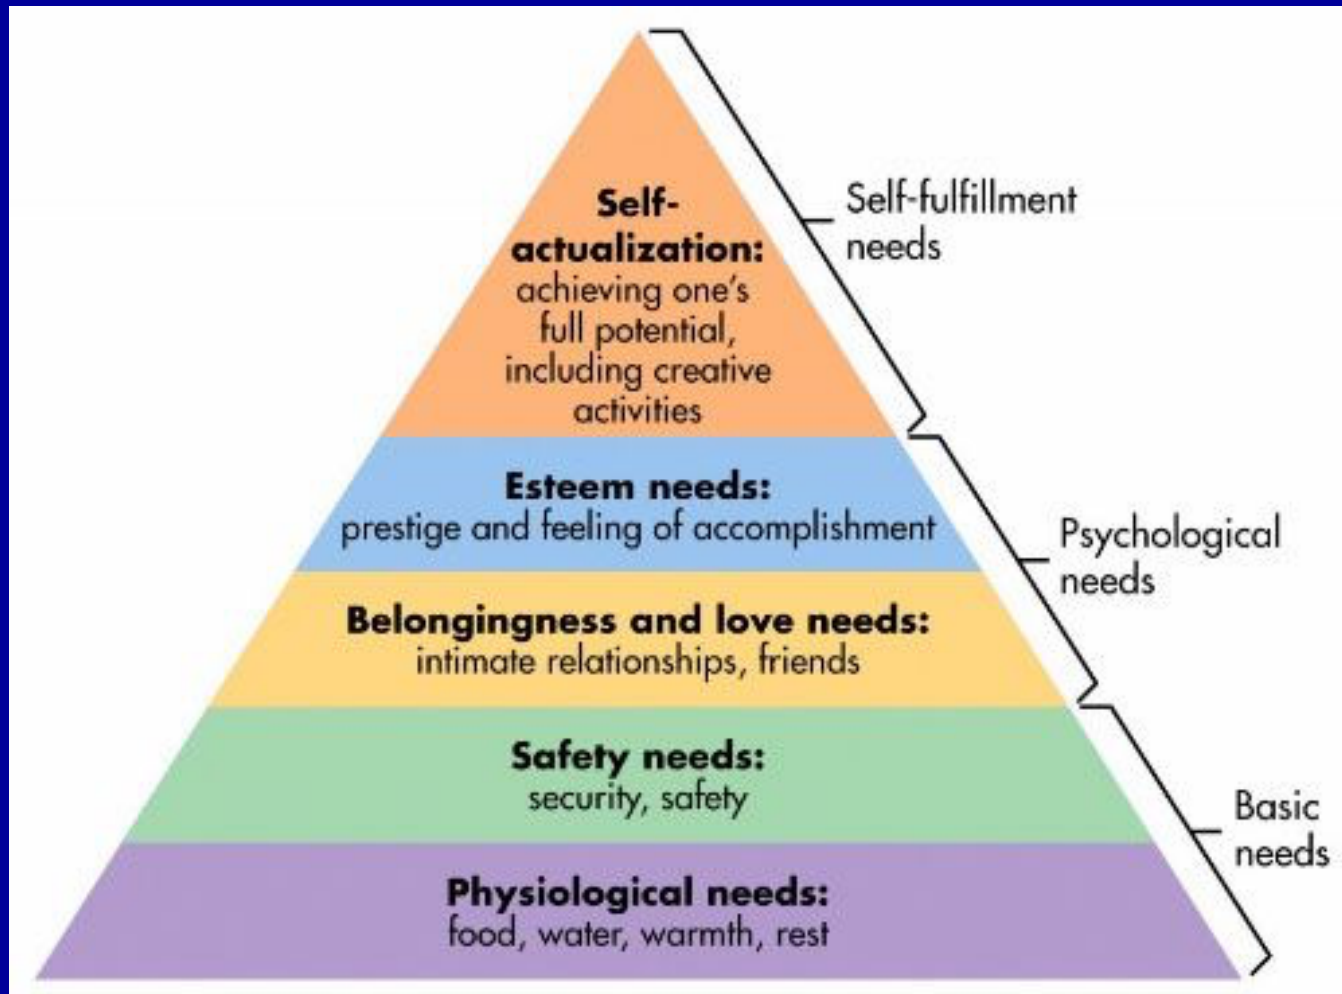 Self-
actualization:
achieving one's
full potential,
including creative
activities
Self-fulfillment
needs
Esteem needs:
prestige and feeling of accomplishment
Psychological
needs
Belongingness and love needs:
intimate relationships, friends
Safety needs:
security, safety
Basic
needs
Physiological needs:
food, water, warmth, rest